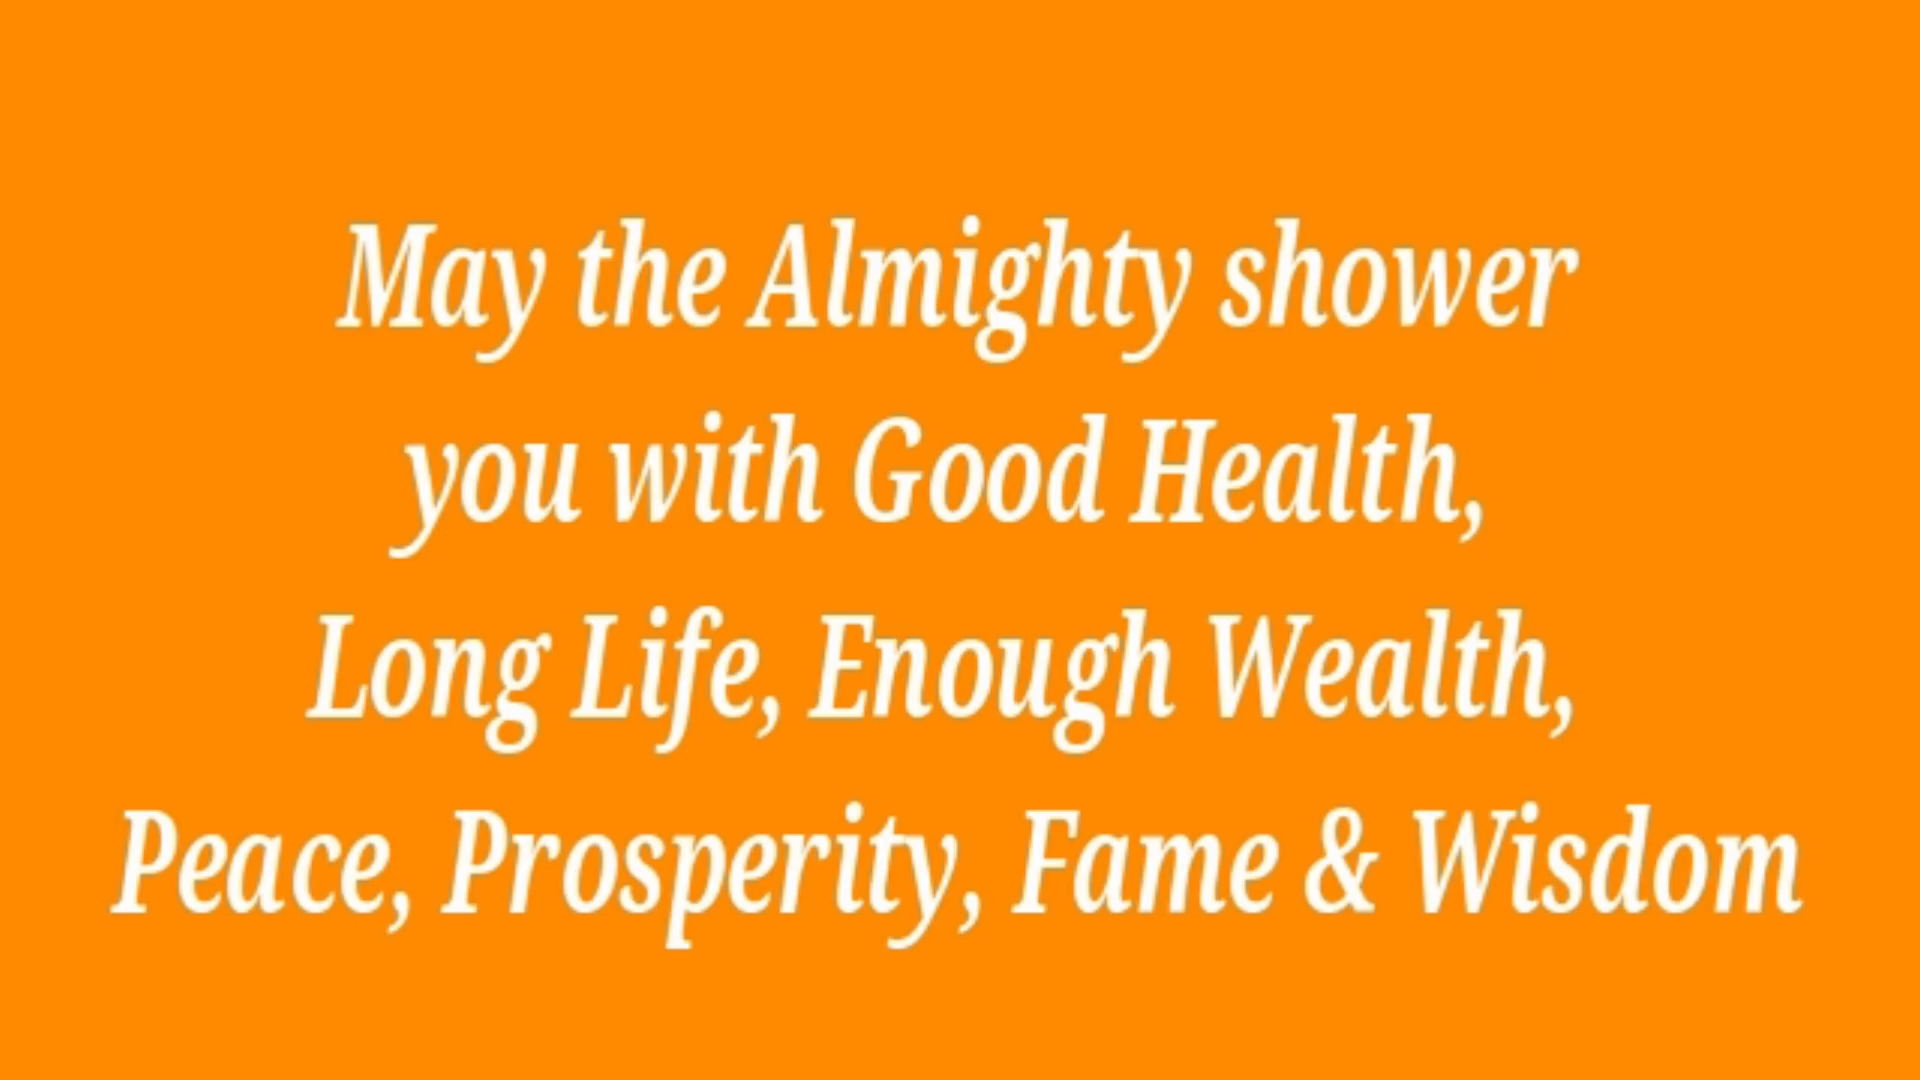 May the Almighty shower
you with Good Health,
Long Life, Enough Wealth,
Peace, Prosperity, Fame & Wisdom